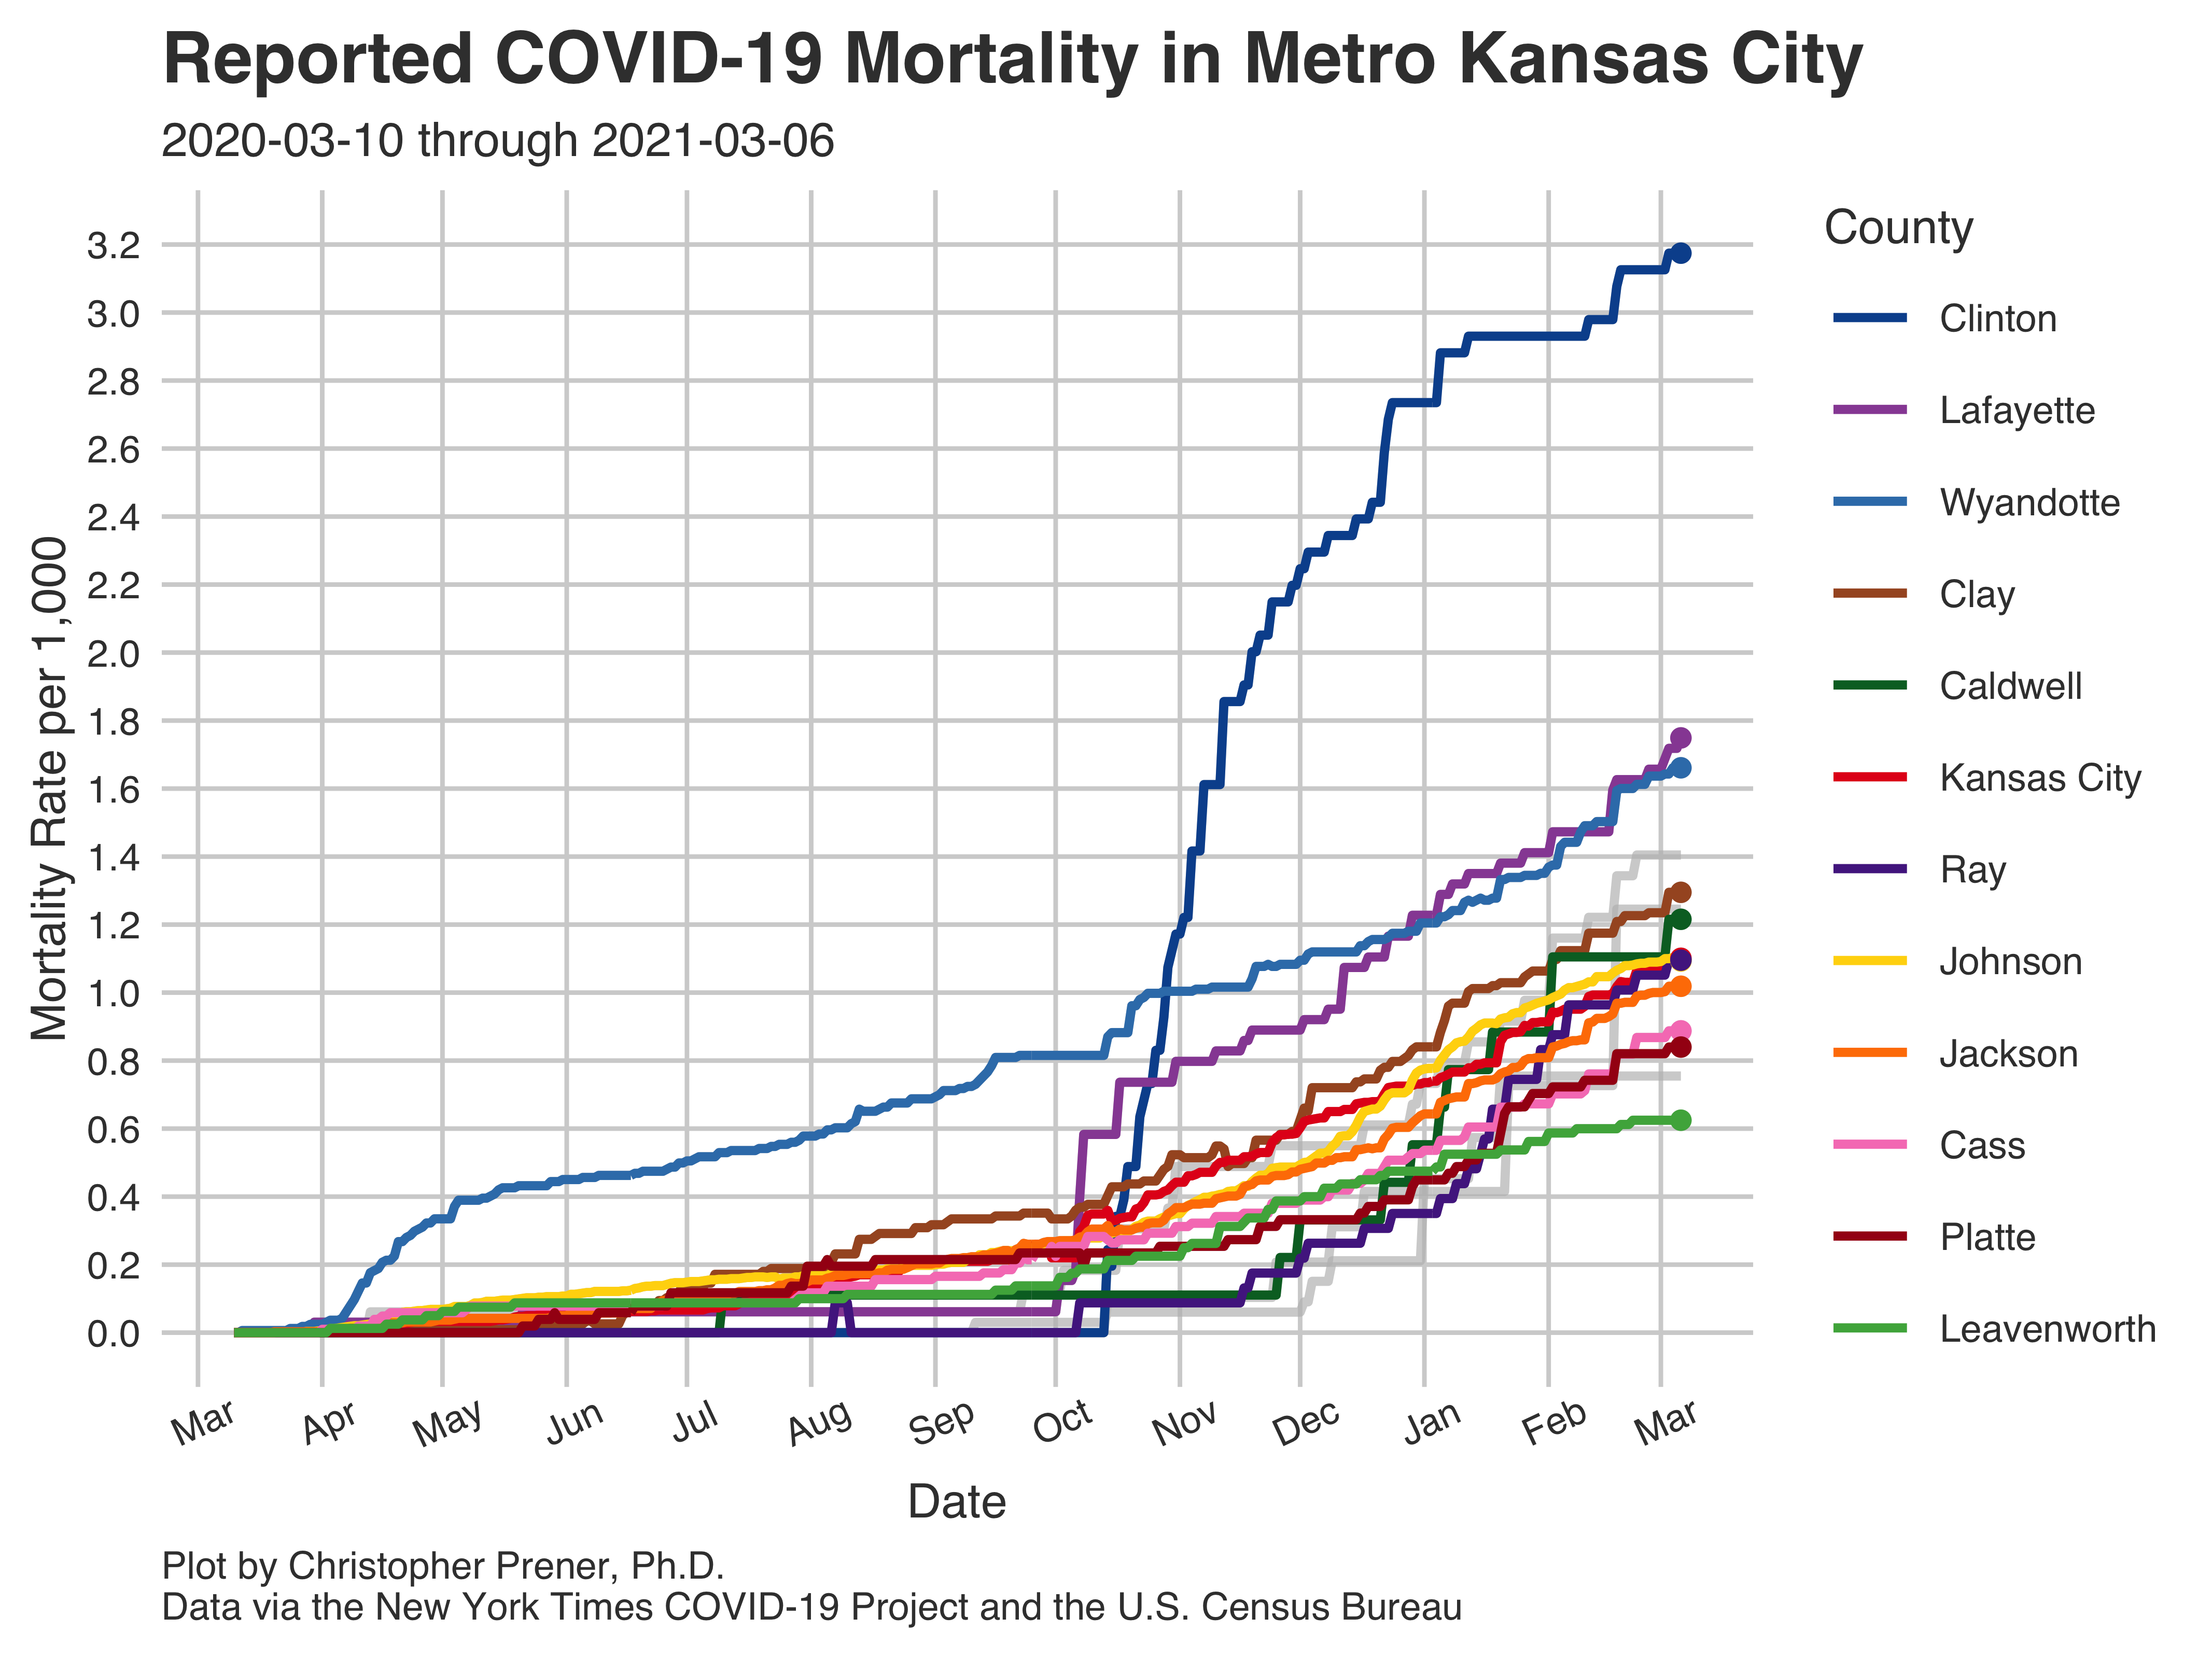 Reported COVID-19 Mortality in Metro Kansas City
2020-03-10 through 2021-03-06
Mortality Rate per 1,000
3.2
3.0
2.8
2.6
2.4
2.2
2.0
1.8
1.6
1.4
1.2
1.0
0.8
0.6
0.4
0.2
0.0
Mar
Apr
May
Jun
Jul
Aug
Sep
Oct
Nov
Dec
Jan
Feb
Mar
Date
County
Clinton
Lafayette
Wyandotte
Clay
Caldwell
Kansas City
Ray
Johnson
Jackson
Cass
Platte
Leavenworth
Plot by Christopher Prener, Ph.D.
Data via the New York Times COVID-19 Project and the U.S. Census Bureau